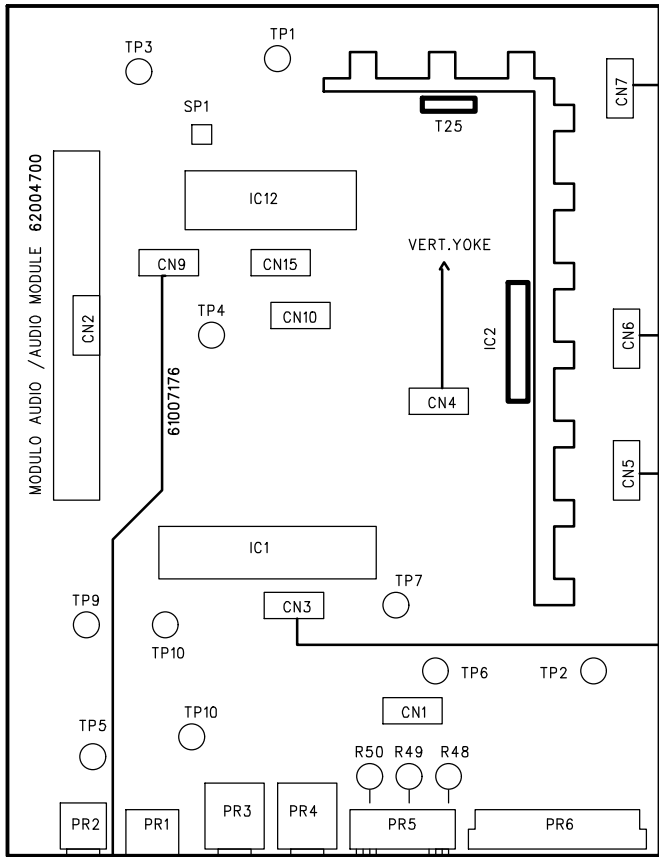 TP1
TP3
CN7
SP1
T25
MODULO AUDIO / AUDIO MODULE 62004700
IC12
VERT.YOKE
CN9
CN15
TP4
CN10
CN2
IC2
CN6
61007176
CN4
CN5
IC1
TP7
TP9
CN3
TP10
TP6
TP2
TP10
CN1
TP5
R50
R49
R48
PR2
PR1
PR3
PR4
PR5
PR6